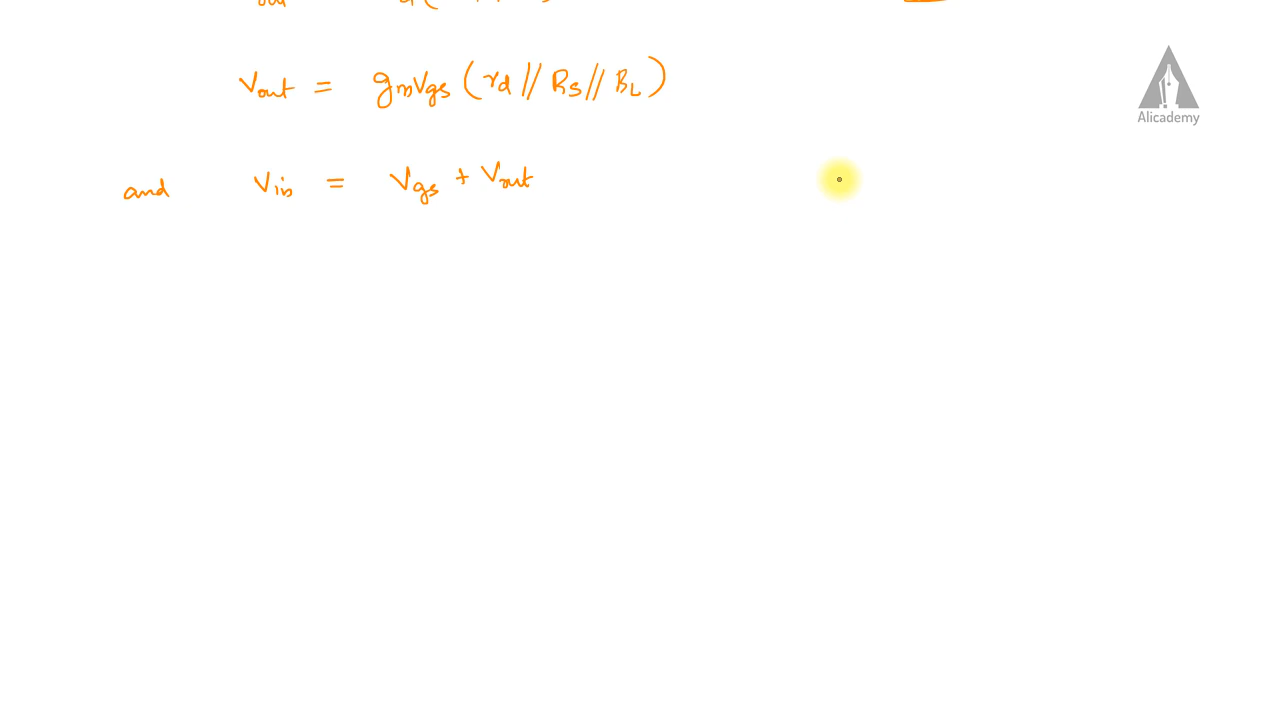 Vout = gmVgs (rd // RS // RL)
Alicademy
and Vin = Vgs + Vout